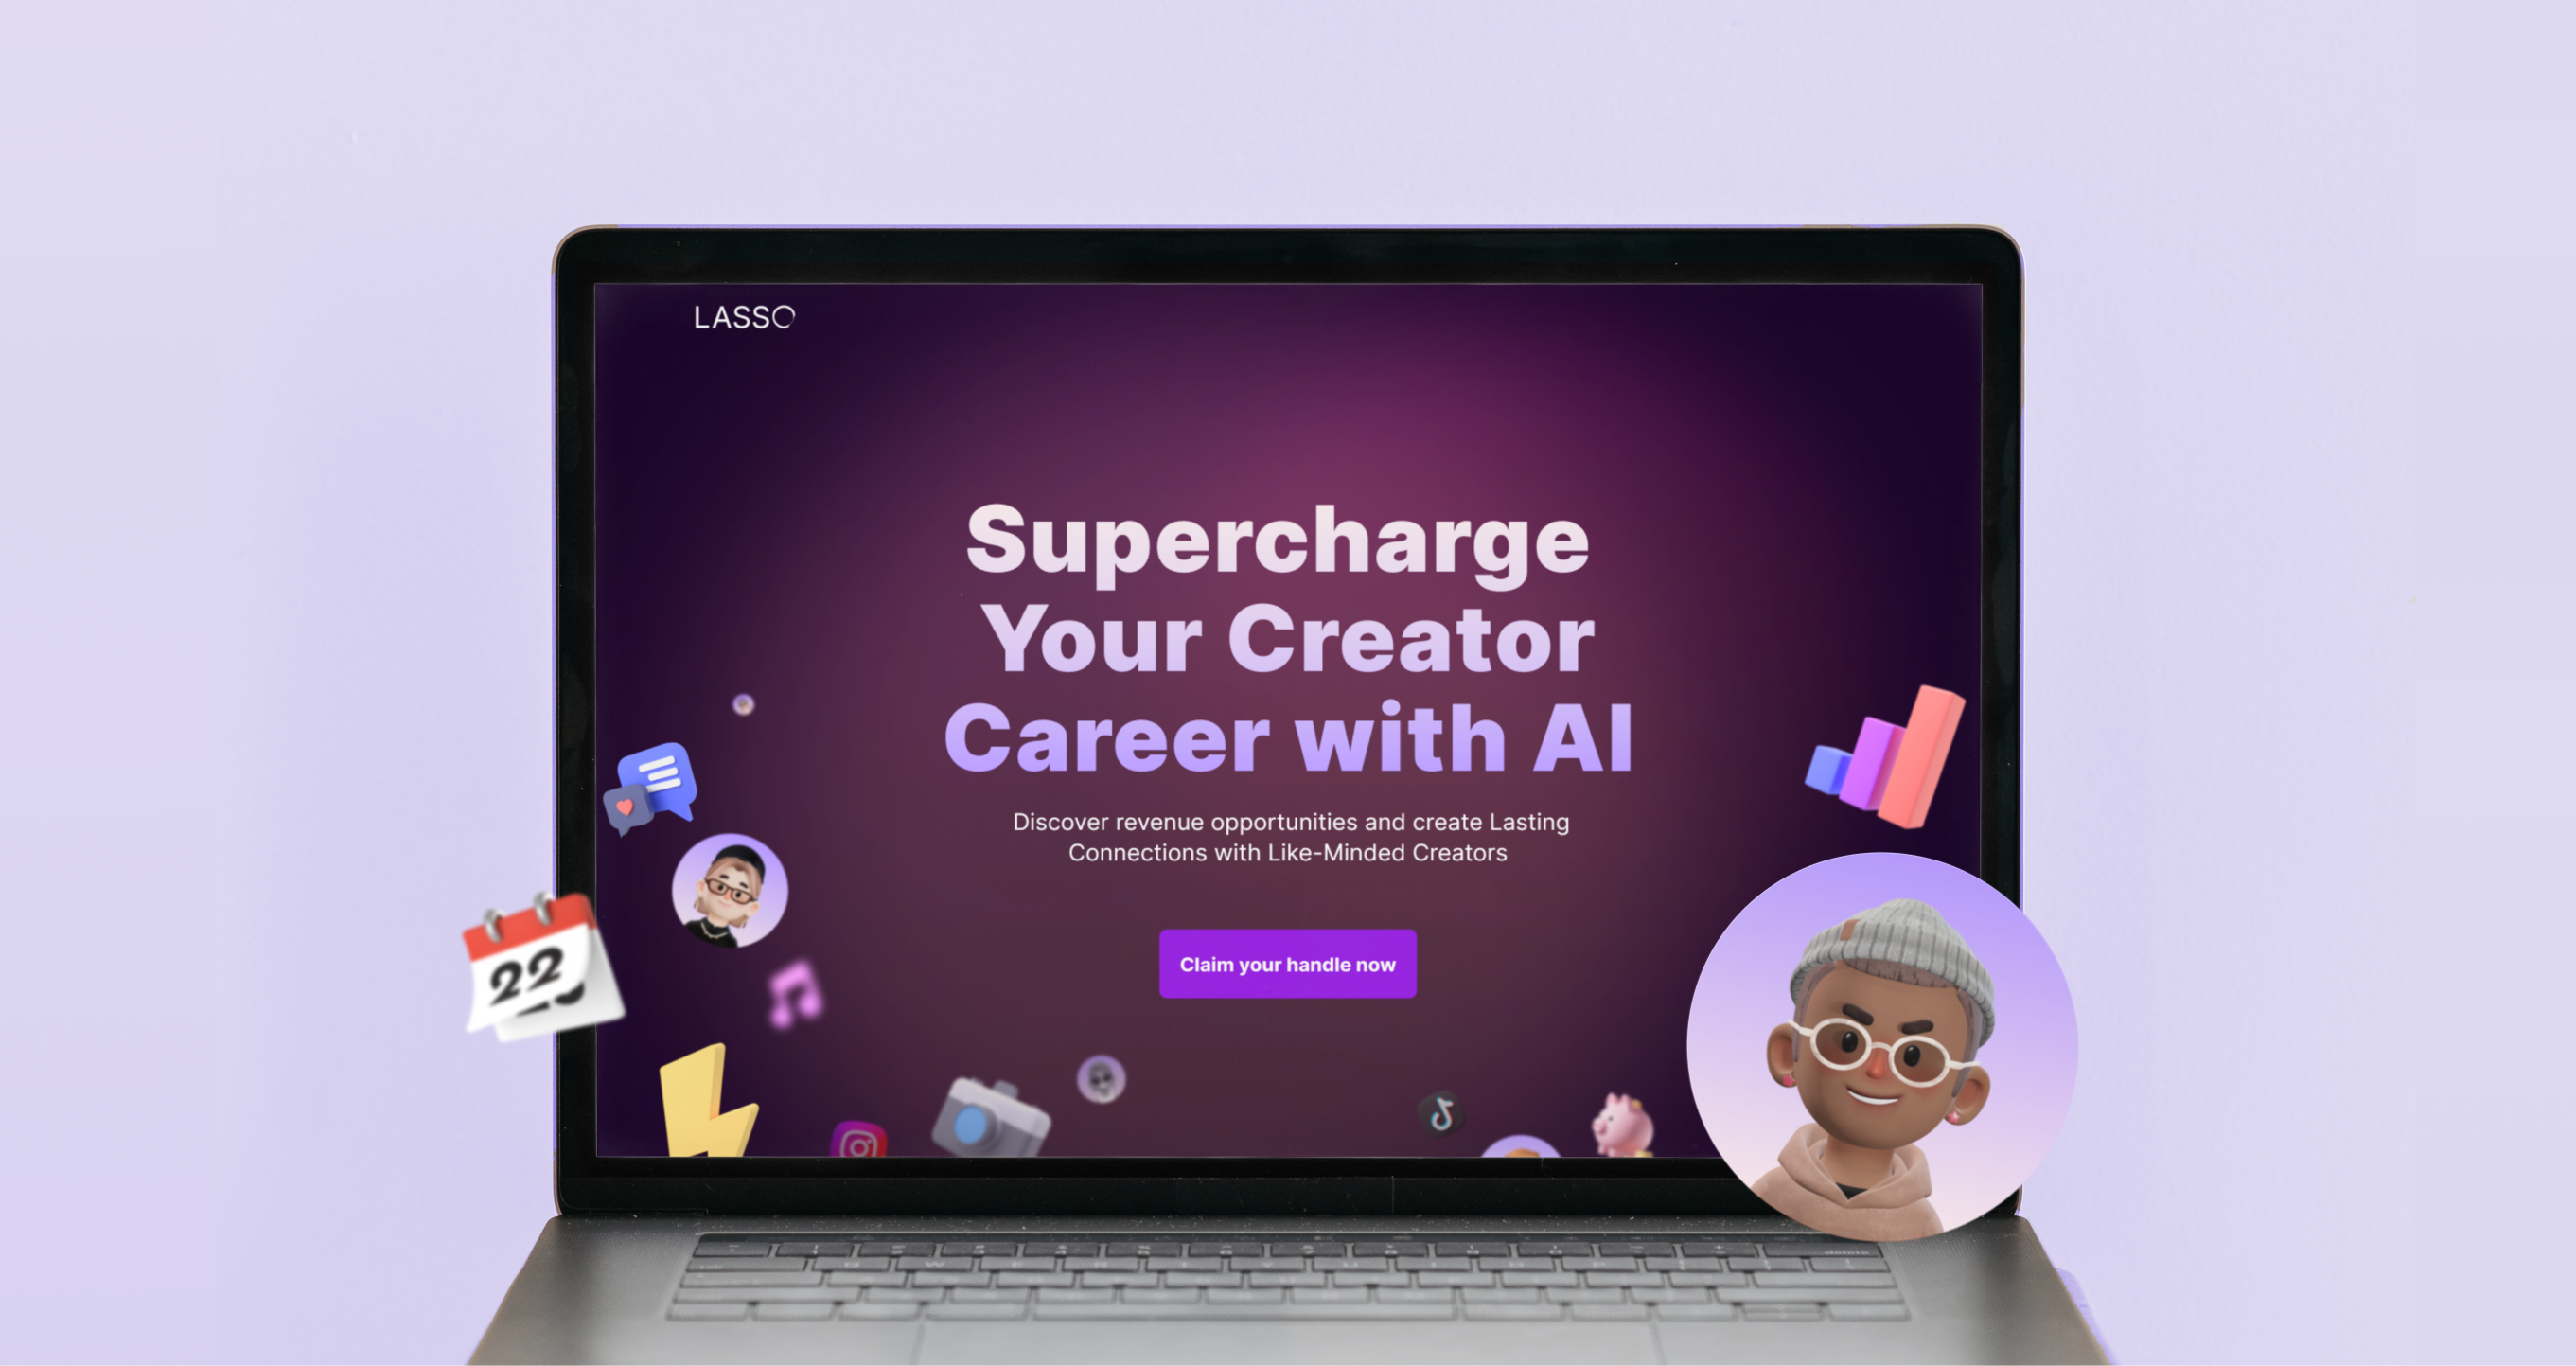 LASSO
Supercharge
Your Creator
Career with AI
Discover revenue opportunities and create Lasting
Connections with Like-Minded Creators
Claim your handle now
22
delete